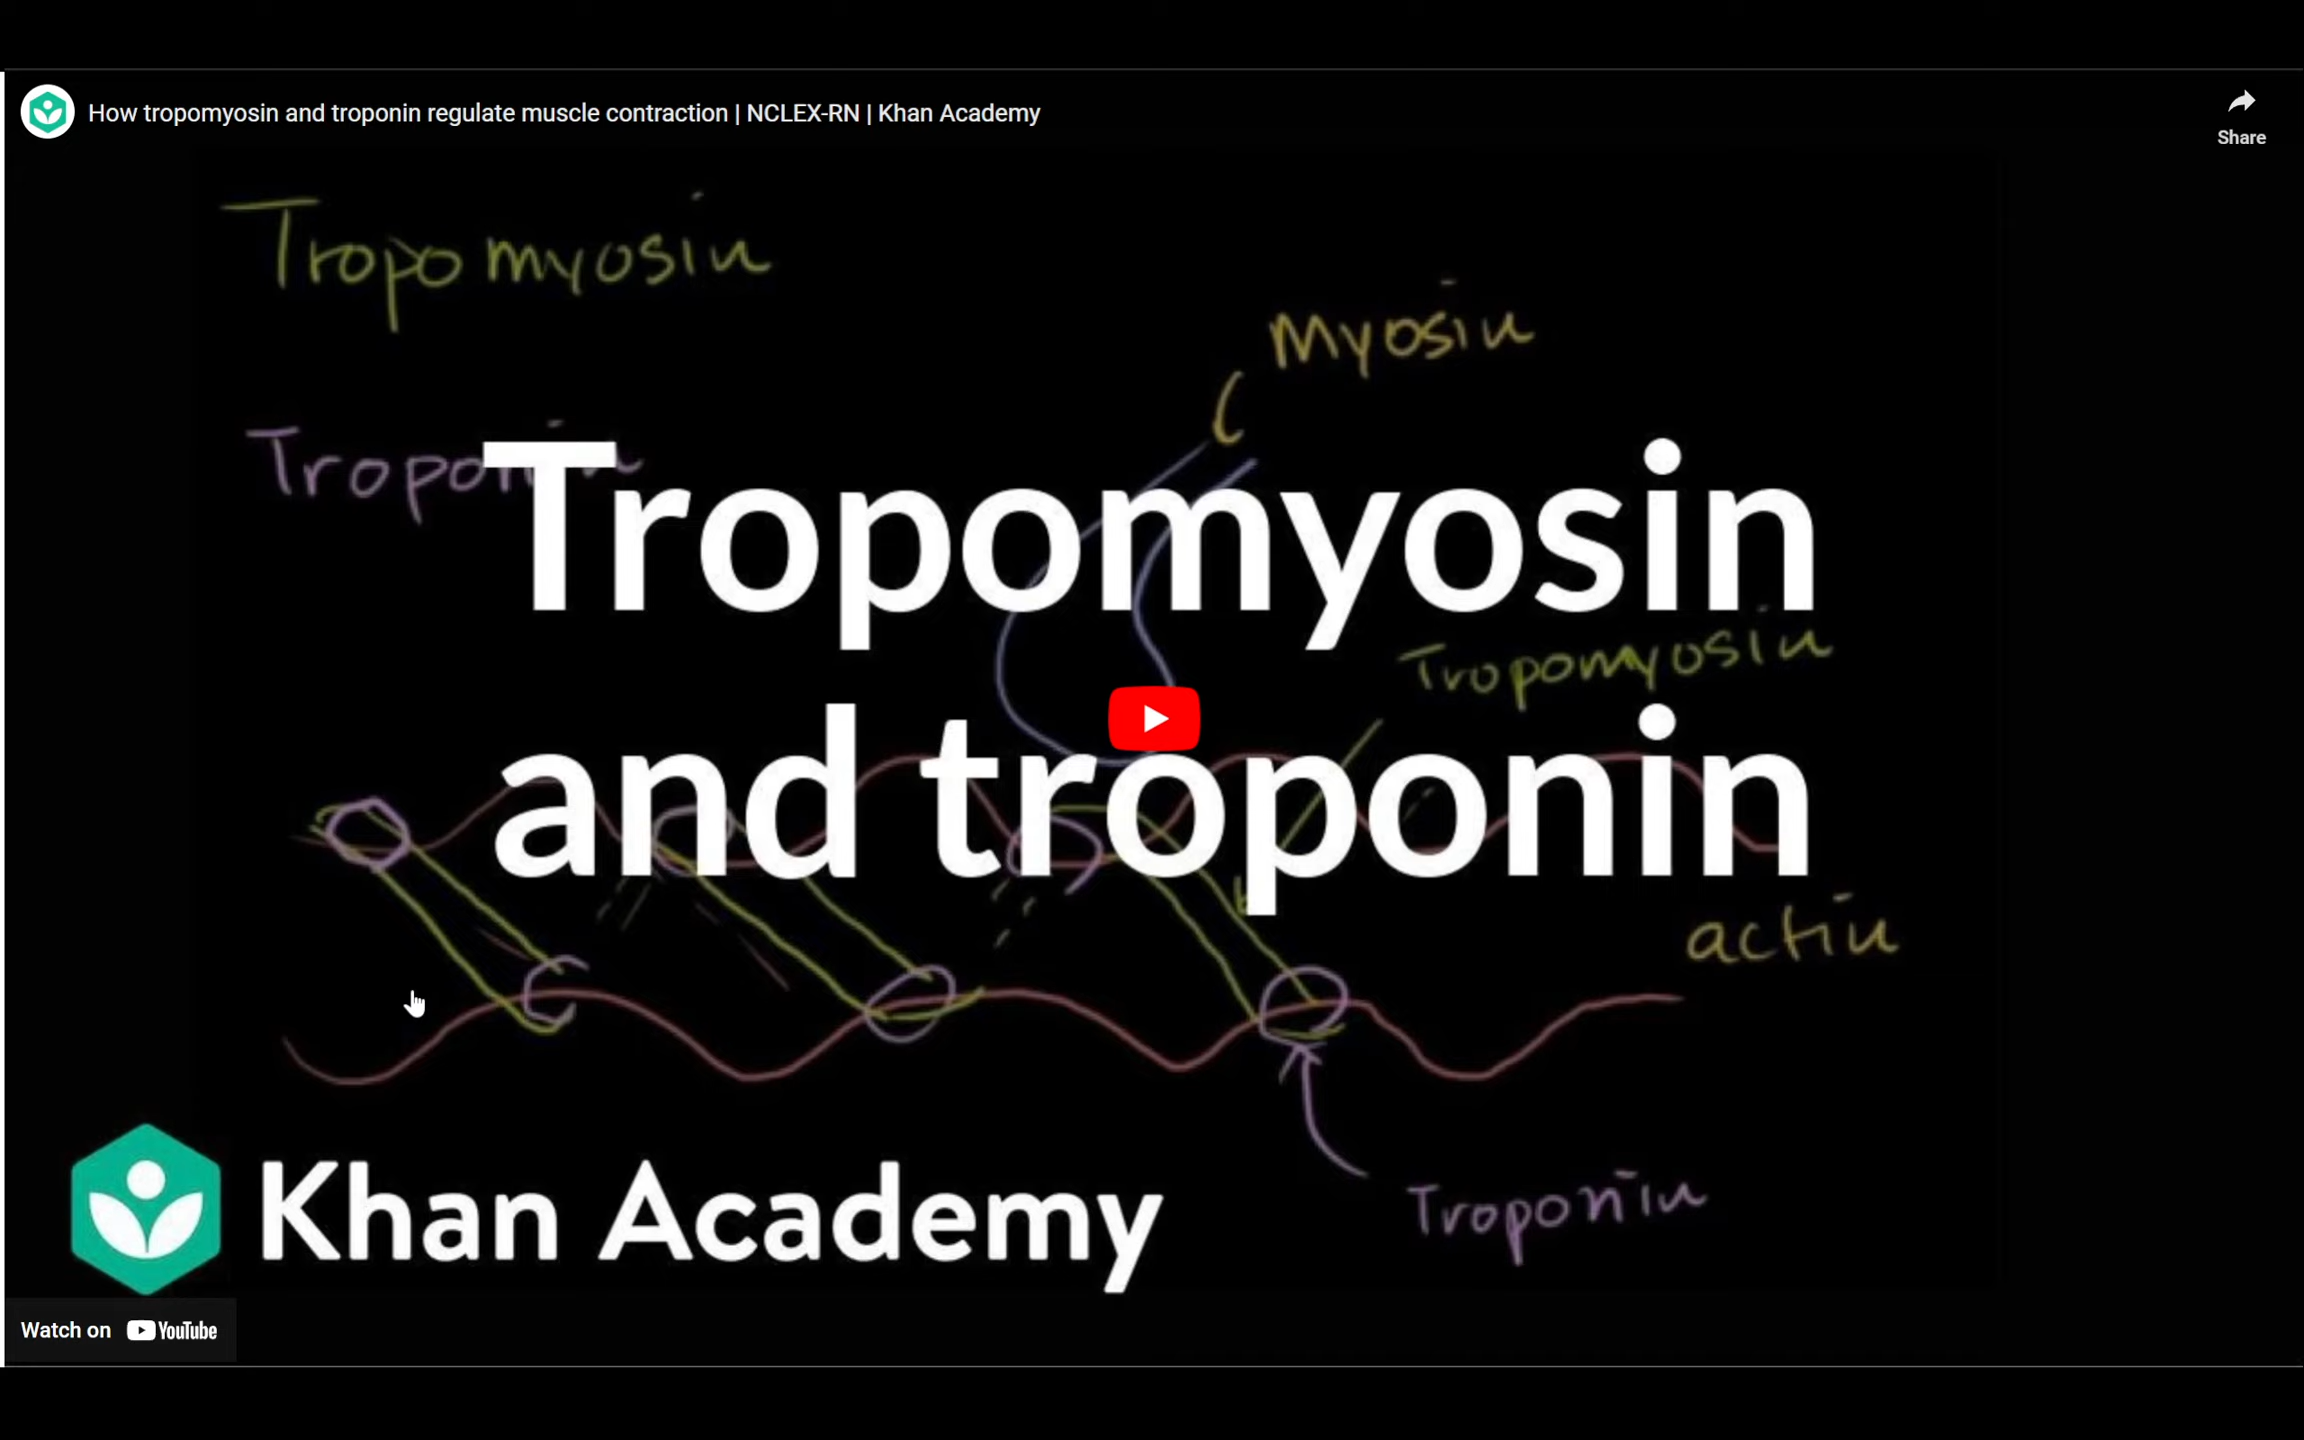 How tropomyosin and troponin regulate muscle contraction | NCLEX-RN | Khan Academy
Share
Tropomyosin
Myosin
Troponin
Tropomyosin
and troponin
Tropomyosin
actin
Troponin
Khan Academy
Watch on YouTube